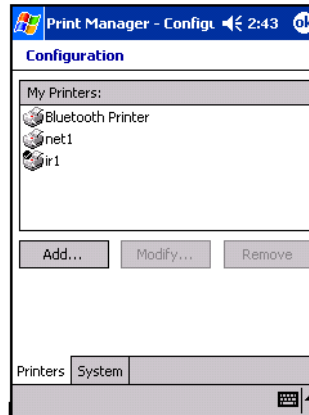 Print Manager - Configu 2:43 ok
Configuration
My Printers:
Bluetooth Printer
net1
ir1
Add... Modify... Remove
Printers System